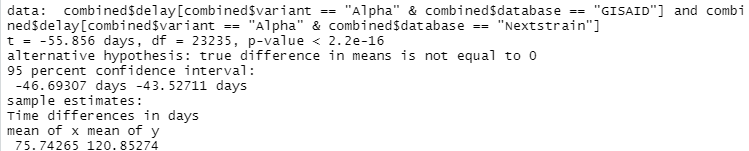 data:  combined$delay[combined$variant == "Alpha" & combined$database == "GISAID"] and combi
ned$delay[combined$variant == "Alpha" & combined$database == "Nextstrain"]
t = -55.856 days, df = 23235, p-value < 2.2e-16
alternative hypothesis: true difference in means is not equal to 0
95 percent confidence interval:
 -46.69307 days -43.52711 days
sample estimates:
Time differences in days
mean of x mean of y
 75.74265 120.85274